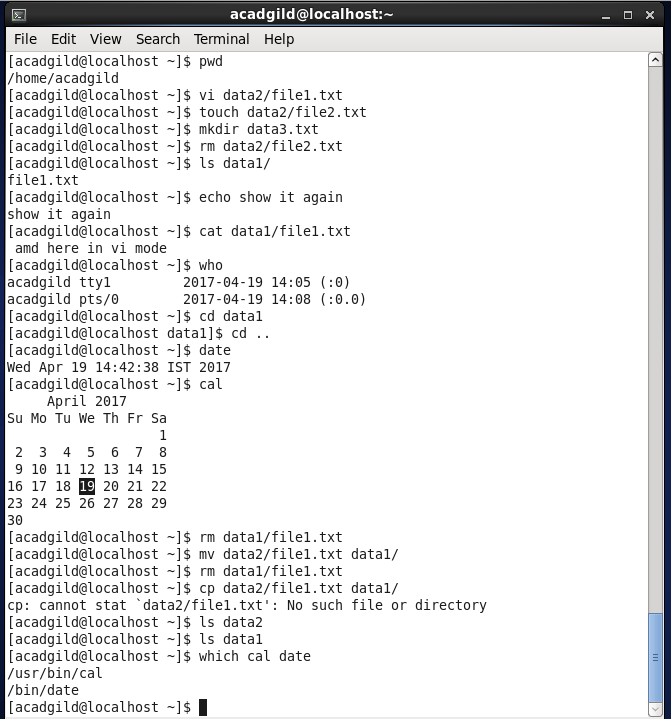 acadgild@localhost:~
File Edit View Search Terminal Help
[acadgild@localhost ~]$ pwd
/home/acadgild
[acadgild@localhost ~]$ vi data2/file1.txt
[acadgild@localhost ~]$ touch data2/file2.txt
[acadgild@localhost ~]$ mkdir data3.txt
[acadgild@localhost ~]$ rm data2/file2.txt
[acadgild@localhost ~]$ ls data1/
file1.txt
[acadgild@localhost ~]$ echo show it again
show it again
[acadgild@localhost ~]$ cat data1/file1.txt
 amd here in vi mode
[acadgild@localhost ~]$ who
acadgild tty1         2017-04-19 14:05 (:0)
acadgild pts/0        2017-04-19 14:08 (:0.0)
[acadgild@localhost ~]$ cd data1
[acadgild@localhost data1]$ cd ..
[acadgild@localhost ~]$ date
Wed Apr 19 14:42:38 IST 2017
[acadgild@localhost ~]$ cal
     April 2017
Su Mo Tu We Th Fr Sa
                   1
 2  3  4  5  6  7  8
 9 10 11 12 13 14 15
16 17 18 19 20 21 22
23 24 25 26 27 28 29
30
[acadgild@localhost ~]$ rm data1/file1.txt
[acadgild@localhost ~]$ mv data2/file1.txt data1/
[acadgild@localhost ~]$ rm data1/file1.txt
[acadgild@localhost ~]$ cp data2/file1.txt data1/
cp: cannot stat `data2/file1.txt': No such file or directory
[acadgild@localhost ~]$ ls data2
[acadgild@localhost ~]$ ls data1
[acadgild@localhost ~]$ which cal date
/usr/bin/cal
/bin/date
[acadgild@localhost ~]$